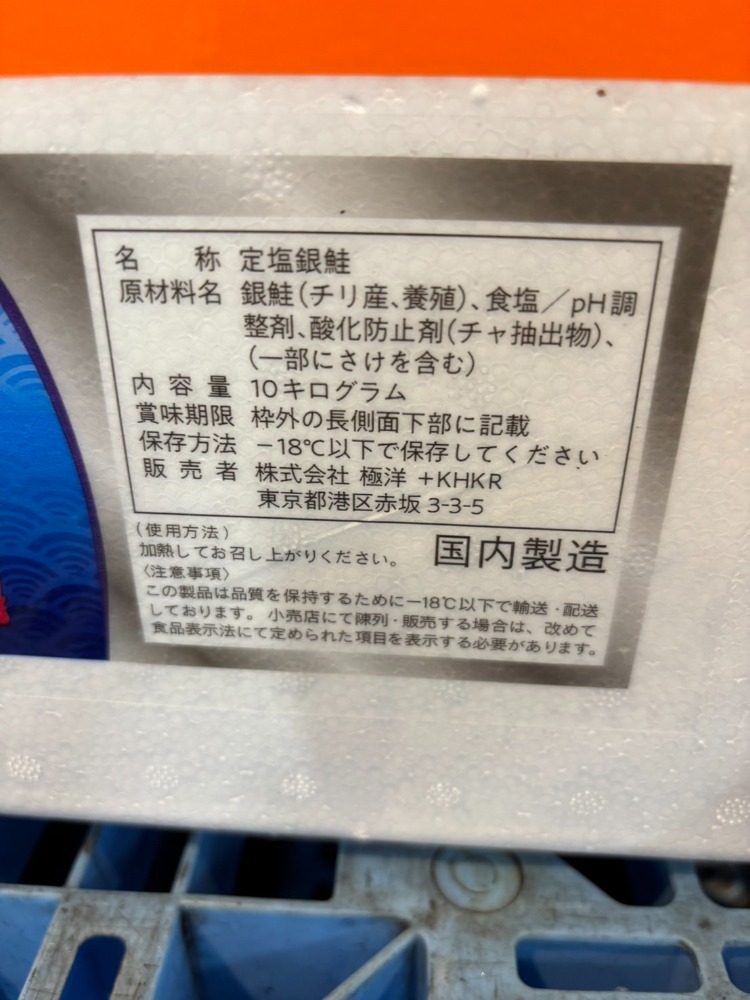 名 称 定塩銀鮭
原材料名 銀鮭(チリ産、養殖)、食塩/pH調
整剤、酸化防止剤(チャ抽出物)、
(一部にさけを含む)
内容量 10キログラム
賞味期限 枠外の長側面下部に記載
保存方法 -18℃以下で保存してください
販売者 株式会社 極洋 +KHKR
東京都港区赤坂 3-3-5
(使用方法)
加熱してお召し上がりください。
国内製造
〈注意事項〉
この製品は品質を保持するために-18℃以下で輸送・配送
しております。小売店にて陳列・販売する場合は、改めて
食品表示法にて定められた項目を表示する必要があります。